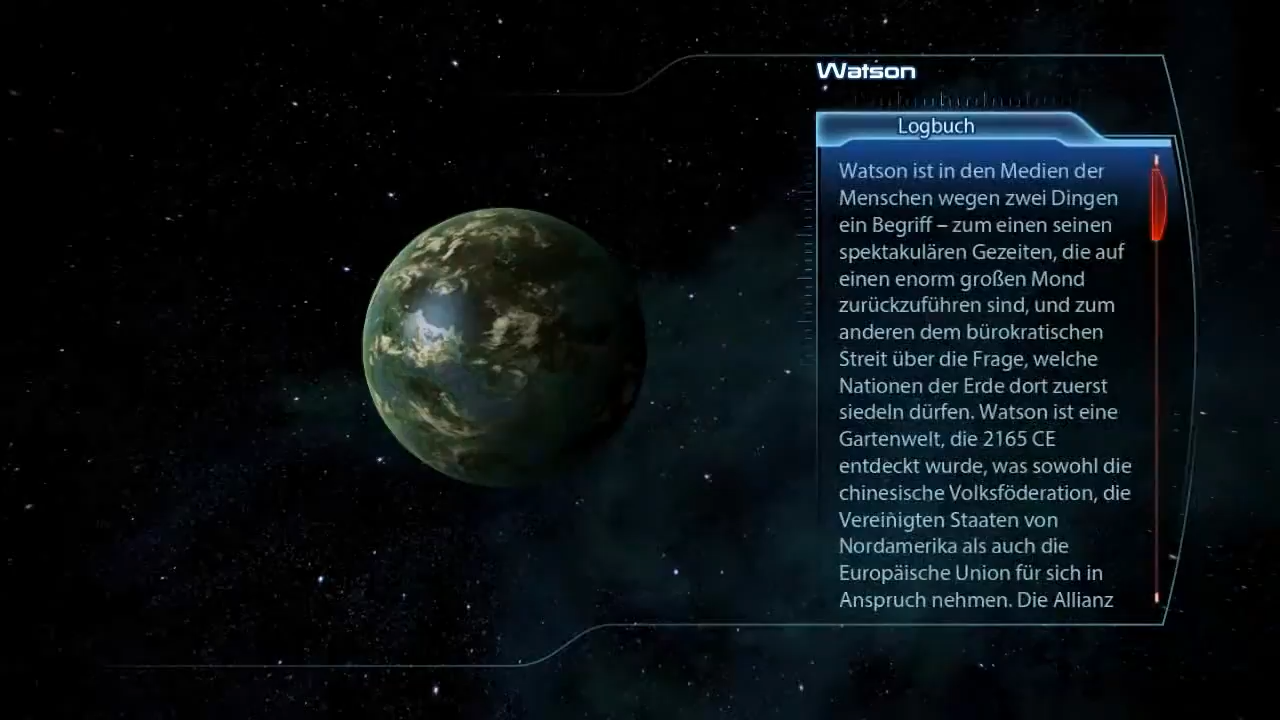 Watson
Logbuch
Watson ist in den Medien der
Menschen wegen zwei Dingen
ein Begriff – zum einen seinen
spektakulären Gezeiten, die auf
einen enorm großen Mond
zurückzuführen sind, und zum
anderen dem bürokratischen
Streit über die Frage, welche
Nationen der Erde dort zuerst
siedeln dürfen. Watson ist eine
Gartenwelt, die 2165 CE
entdeckt wurde, was sowohl die
chinesische Volksföderation, die
Vereinigten Staaten von
Nordamerika als auch die
Europäische Union für sich in
Anspruch nehmen. Die Allianz